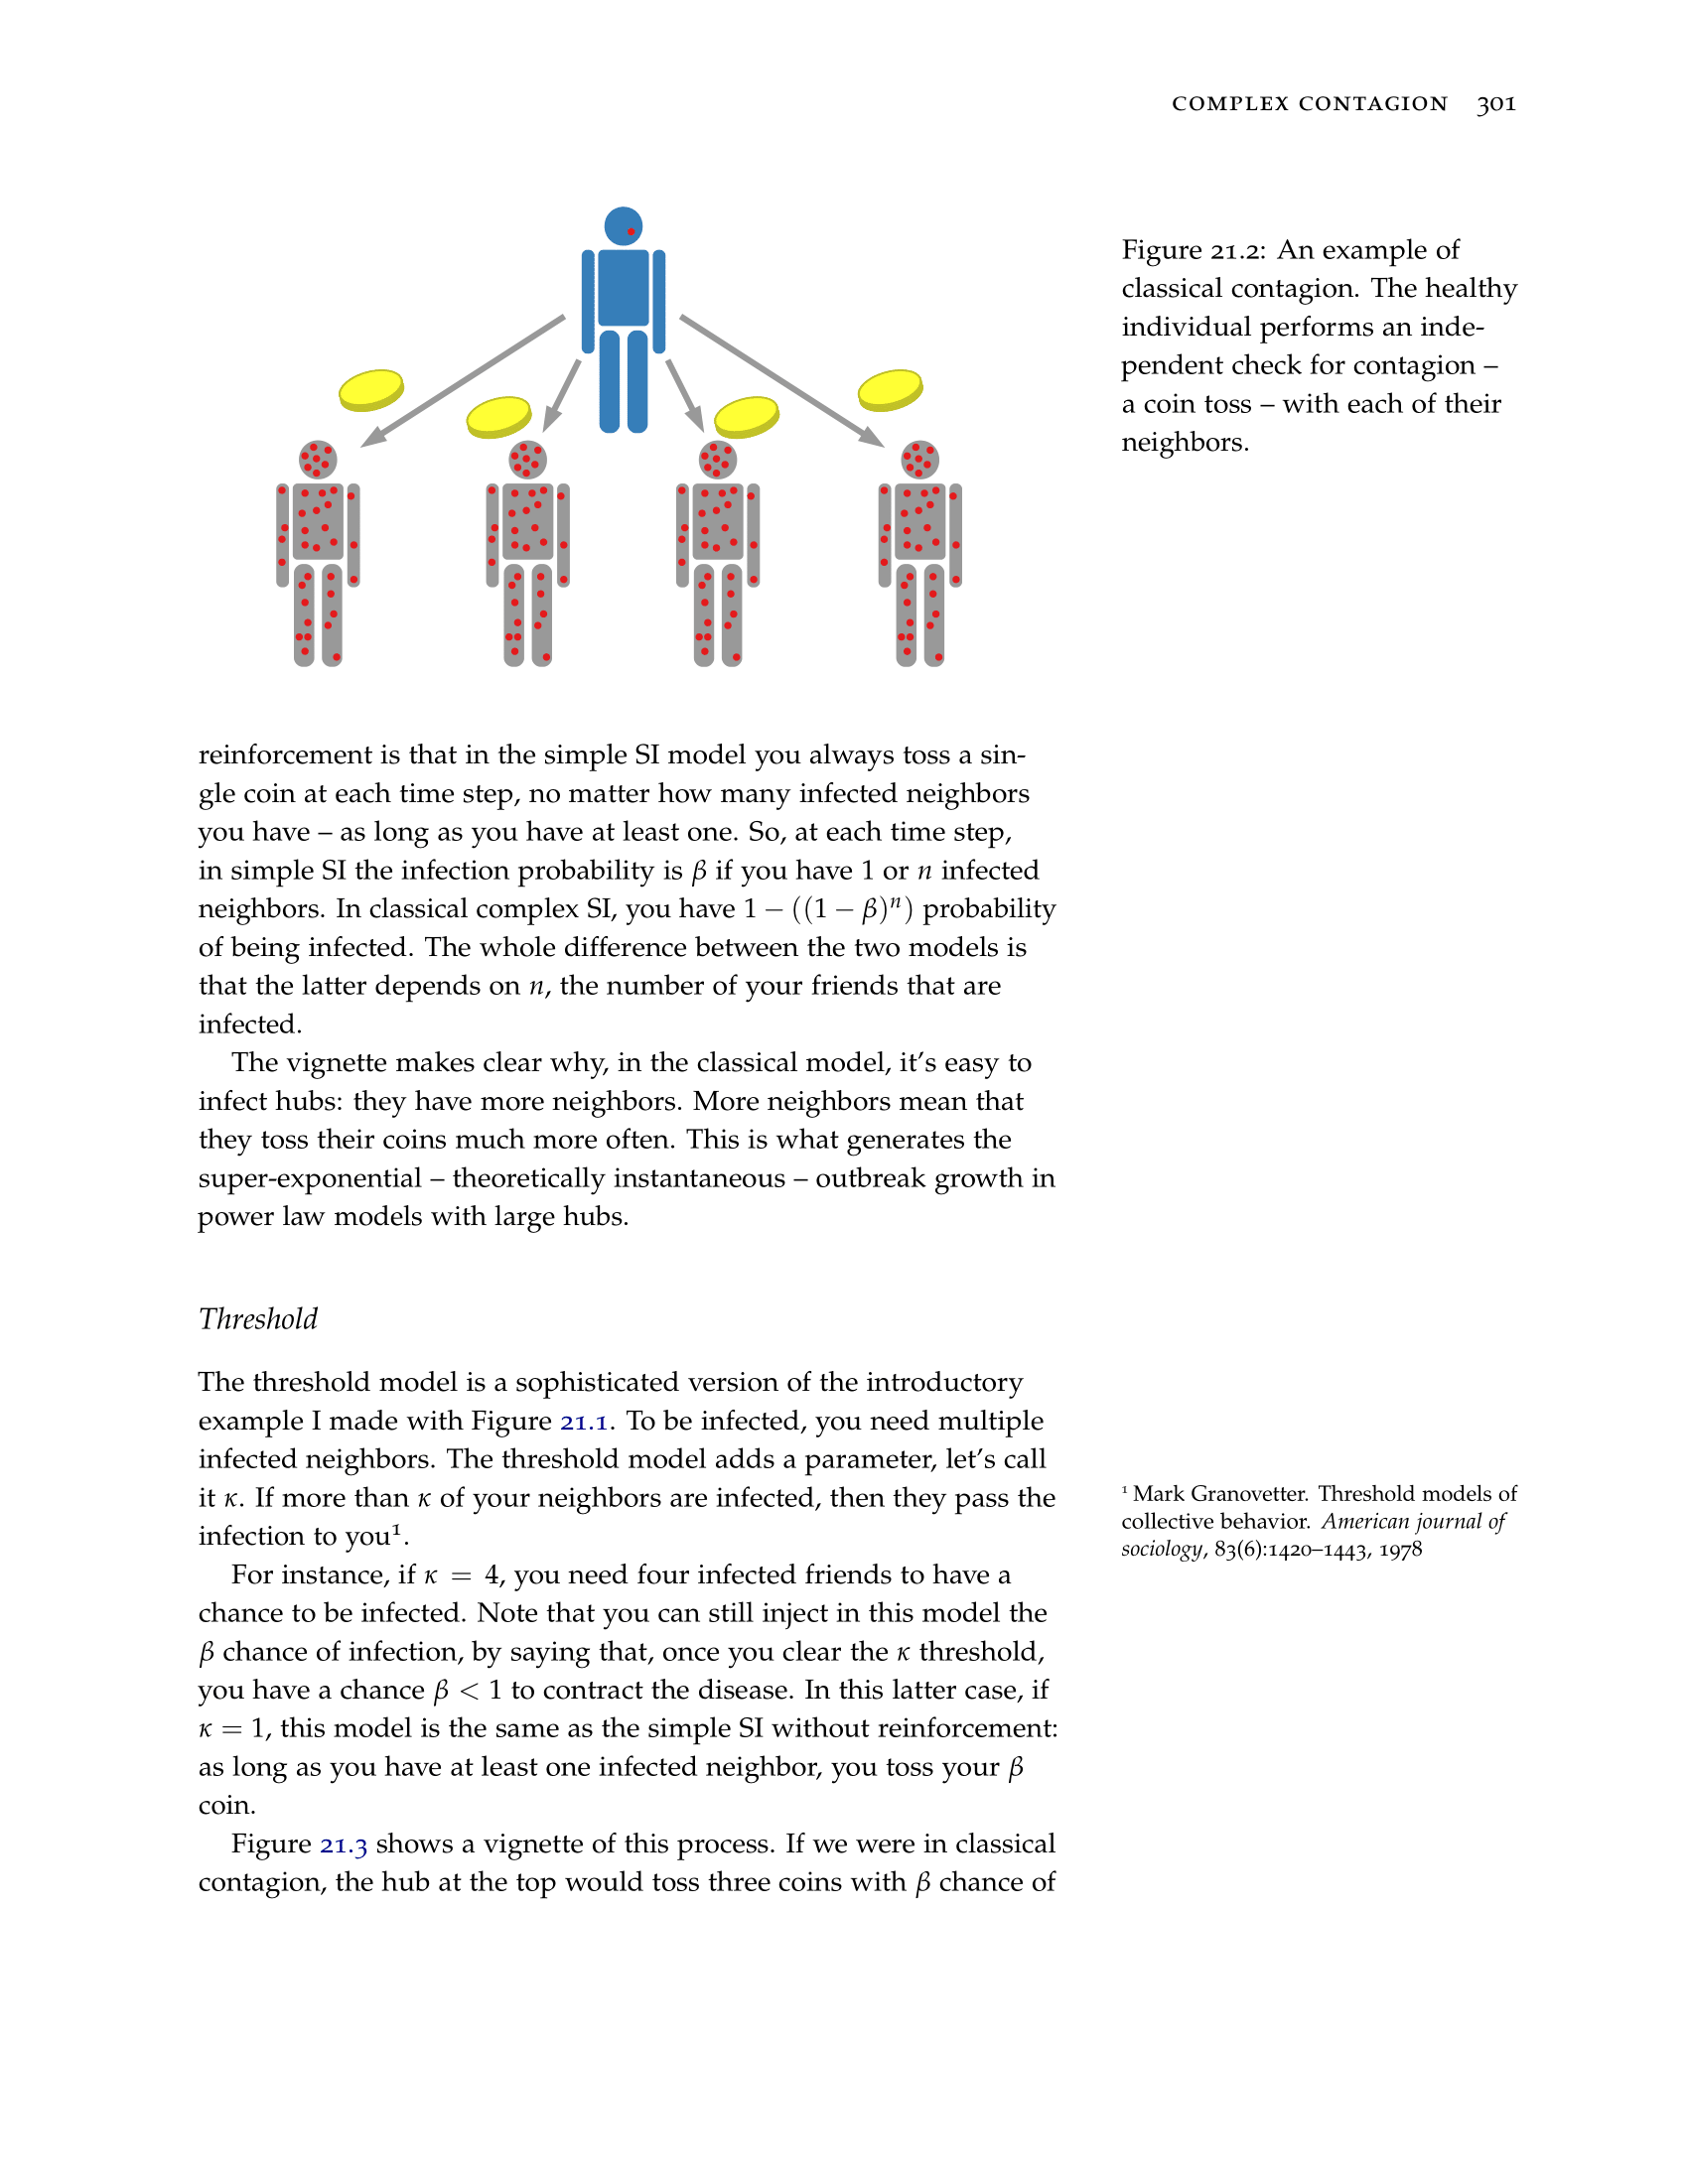 COMPLEX CONTAGION 301
Figure 21.2: An example of
classical contagion. The healthy
individual performs an inde-
pendent check for contagion –
a coin toss – with each of their
neighbors.
reinforcement is that in the simple SI model you always toss a sin-
gle coin at each time step, no matter how many infected neighbors
you have – as long as you have at least one. So, at each time step,
in simple SI the infection probability is β if you have 1 or n infected
neighbors. In classical complex SI, you have 1 − ((1 − β)ⁿ) probability
of being infected. The whole difference between the two models is
that the latter depends on n, the number of your friends that are
infected.
The vignette makes clear why, in the classical model, it's easy to
infect hubs: they have more neighbors. More neighbors mean that
they toss their coins much more often. This is what generates the
super-exponential – theoretically instantaneous – outbreak growth in
power law models with large hubs.
Threshold
The threshold model is a sophisticated version of the introductory
example I made with Figure 21.1. To be infected, you need multiple
infected neighbors. The threshold model adds a parameter, let's call
it κ. If more than κ of your neighbors are infected, then they pass the
infection to you¹.
¹ Mark Granovetter. Threshold models of
collective behavior. American journal of
sociology, 83(6):1420–1443, 1978
For instance, if κ = 4, you need four infected friends to have a
chance to be infected. Note that you can still inject in this model the
β chance of infection, by saying that, once you clear the κ threshold,
you have a chance β < 1 to contract the disease. In this latter case, if
κ = 1, this model is the same as the simple SI without reinforcement:
as long as you have at least one infected neighbor, you toss your β
coin.
Figure 21.3 shows a vignette of this process. If we were in classical
contagion, the hub at the top would toss three coins with β chance of